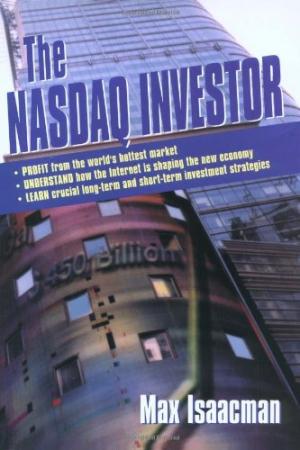 The
NASDAQ INVESTOR
• PROFIT from the world's hottest market
• UNDERSTAND how the Internet is shaping the new economy
• LEARN crucial long-term and short-term investment strategies
$450 Billion
Max Isaacman